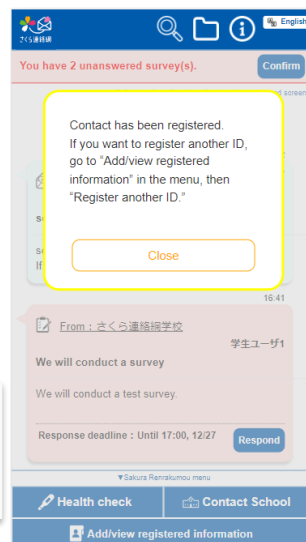 さくら連絡網
English
You have 2 unanswered survey(s).
Confirm
screen
Contact has been registered.
If you want to register another ID,
go to "Add/view registered
information" in the menu, then
"Register another ID."
Close
If
16:41
From：さくら連絡網学校
学生ユーザ1
We will conduct a survey
We will conduct a test survey.
Response deadline : Until 17:00, 12/27
Respond
▼Sakura Renrakumou menu
Health check
Contact School
Add/view registered information